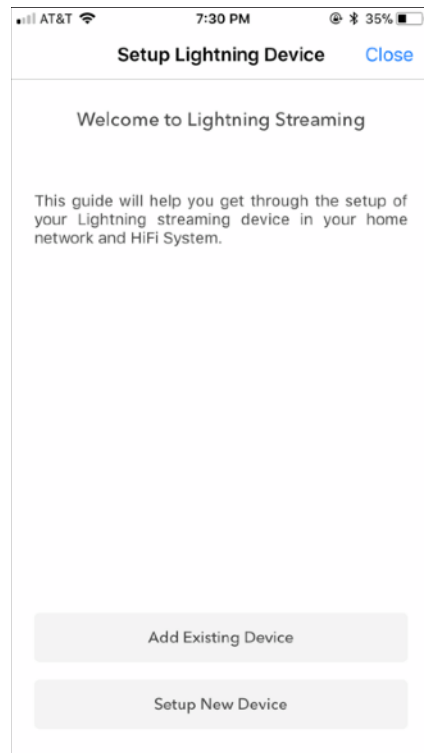 AT&T 7:30 PM 35%
Setup Lightning Device Close
Welcome to Lightning Streaming
This guide will help you get through the setup of
your Lightning streaming device in your home
network and HiFi System.
Add Existing Device
Setup New Device